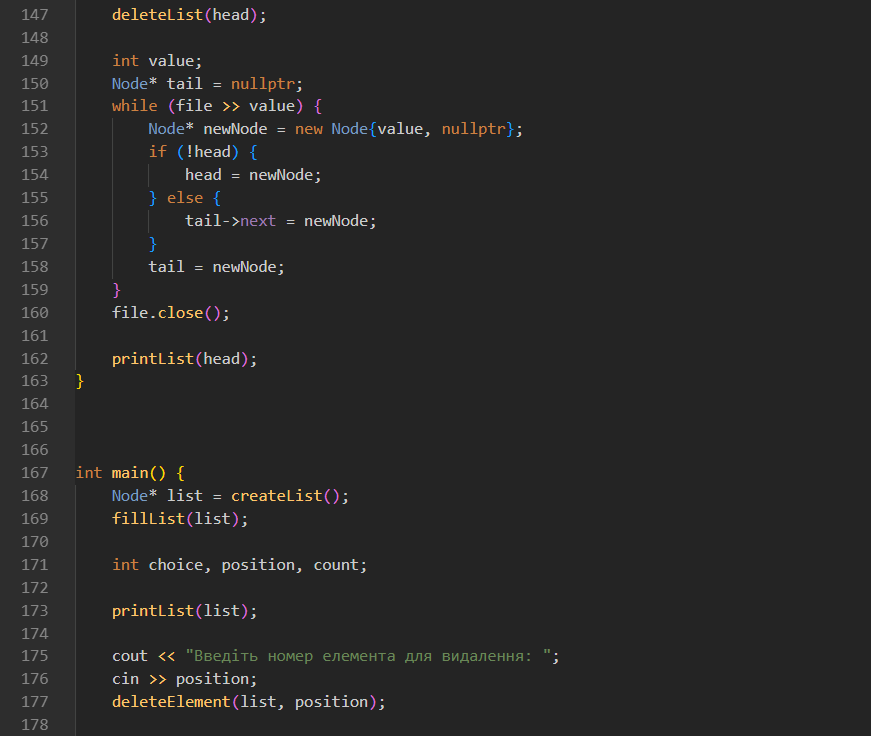 147     deleteList(head);
148
149     int value;
150     Node* tail = nullptr;
151     while (file >> value) {
152         Node* newNode = new Node{value, nullptr};
153         if (!head) {
154             head = newNode;
155         } else {
156             tail->next = newNode;
157         }
158         tail = newNode;
159     }
160     file.close();
161
162     printList(head);
163 }
164
165
166
167 int main() {
168     Node* list = createList();
169     fillList(list);
170
171     int choice, position, count;
172
173     printList(list);
174
175     cout << "Введіть номер елемента для видалення: ";
176     cin >> position;
177     deleteElement(list, position);
178